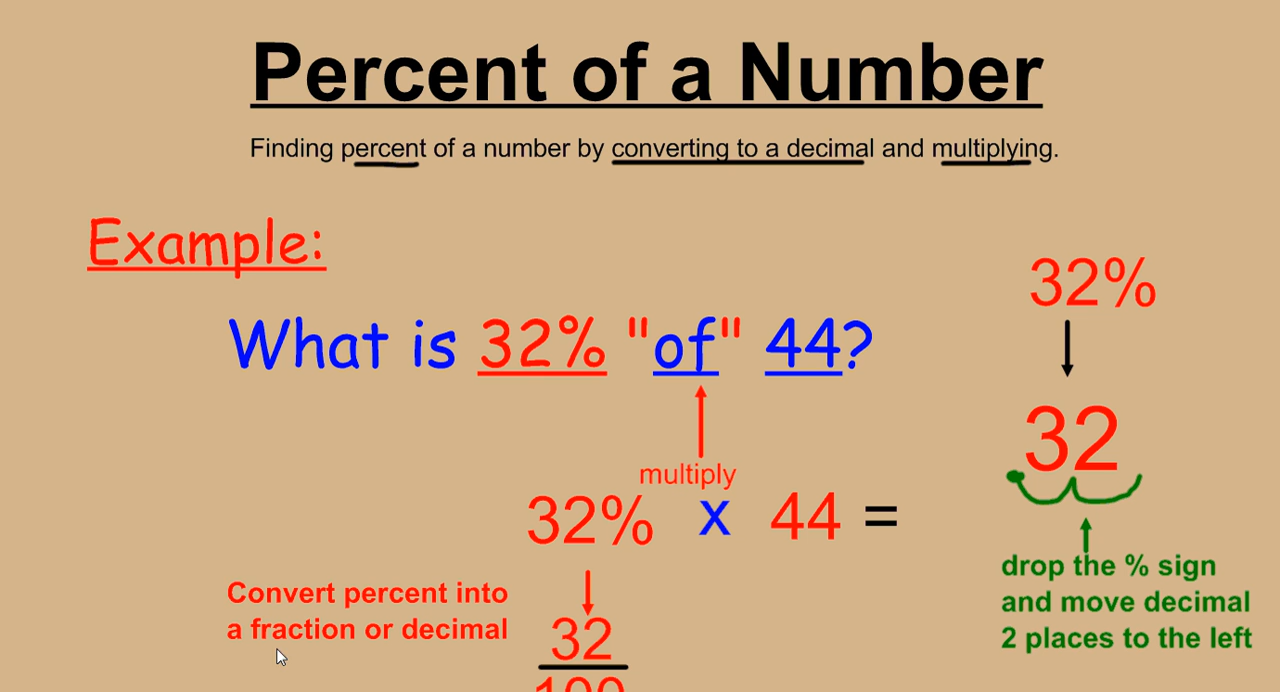 Percent of a Number
Finding percent of a number by converting to a decimal and multiplying.
Example:
32%
What is 32% "of" 44?
32
multiply
32% x 44 =
drop the % sign
and move decimal
2 places to the left
Convert percent into
a fraction or decimal
32
100